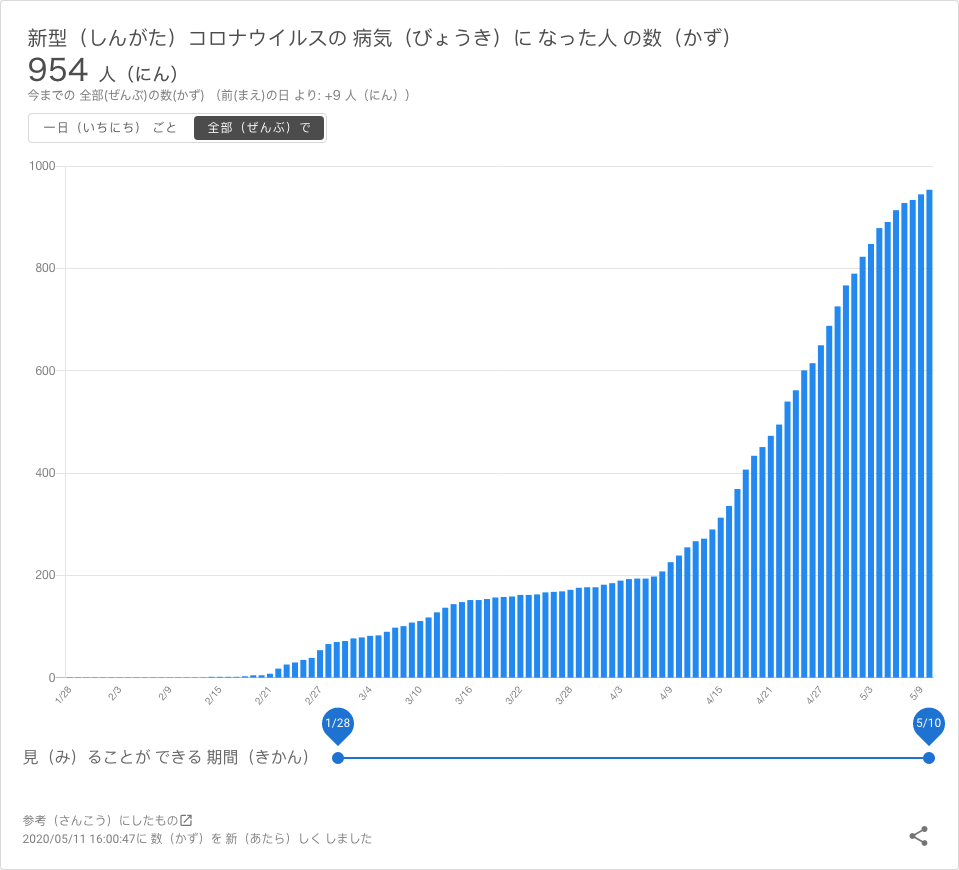 新型（しんがた）コロナウイルスの 病気（びょうき）に なった人 の数（かず）
954 人（にん）
今までの 全部(ぜんぶ)の数(かず) （前(まえ)の日 より: +9 人（にん））
一日（いちにち） ごと 全部（ぜんぶ）で
1000
800
600
400
200
0
1/28 2/3 2/9 2/15 2/21 2/27 3/4 3/10 3/16 3/22 3/28 4/3 4/9 4/15 4/21 4/27 5/3 5/9
1/28 5/10
見（み）ることが できる 期間（きかん）
参考（さんこう）にしたもの
2020/05/11 16:00:47に 数（かず）を 新（あたら）しく しました